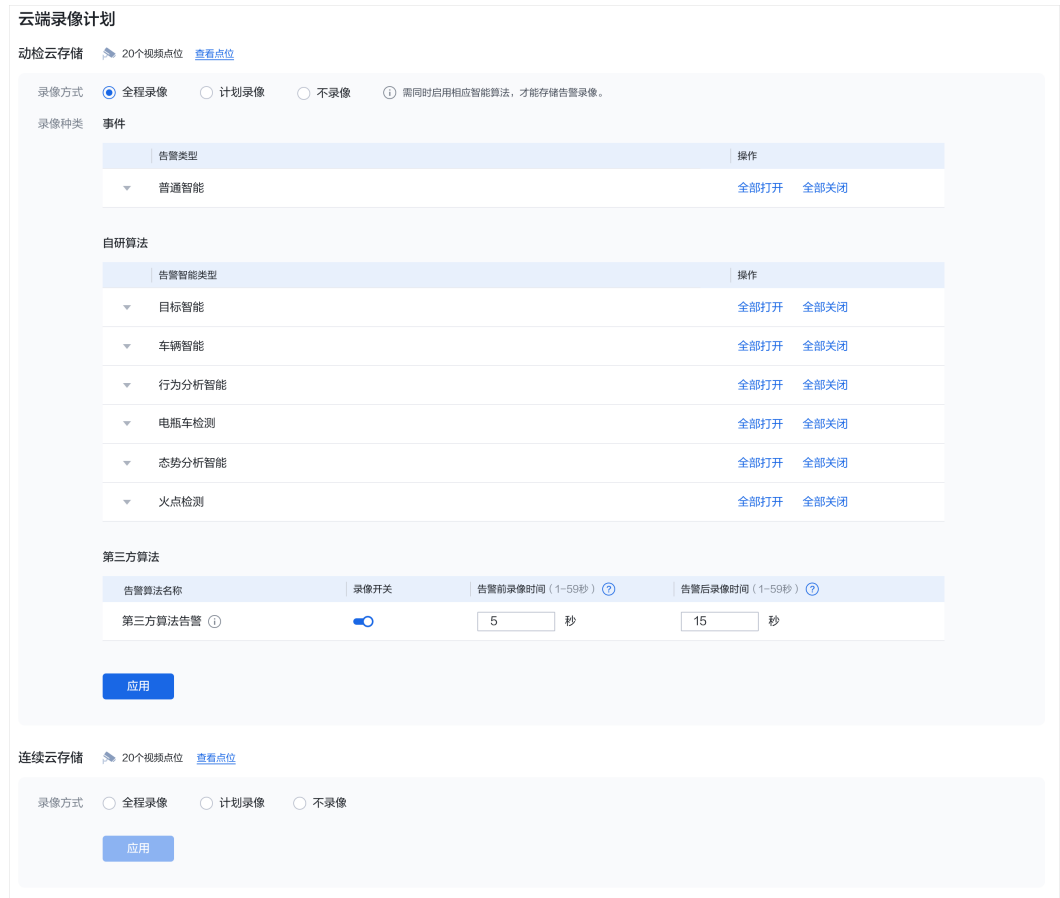 云端录像计划
动检云存储 20个视频点位 查看点位
录像方式 全程录像 计划录像 不录像 需同时启用相应智能算法，才能存储告警录像。
录像种类 事件
告警类型 操作
普通智能 全部打开 全部关闭
自研算法
告警智能类型 操作
目标智能 全部打开 全部关闭
车辆智能 全部打开 全部关闭
行为分析智能 全部打开 全部关闭
电瓶车检测 全部打开 全部关闭
态势分析智能 全部打开 全部关闭
火点检测 全部打开 全部关闭
第三方算法
告警算法名称 录像开关 告警前录像时间（1-59秒） ? 告警后录像时间（1-59秒） ?
第三方算法告警 5 秒 15 秒
应用
连续云存储 20个视频点位 查看点位
录像方式 全程录像 计划录像 不录像
应用